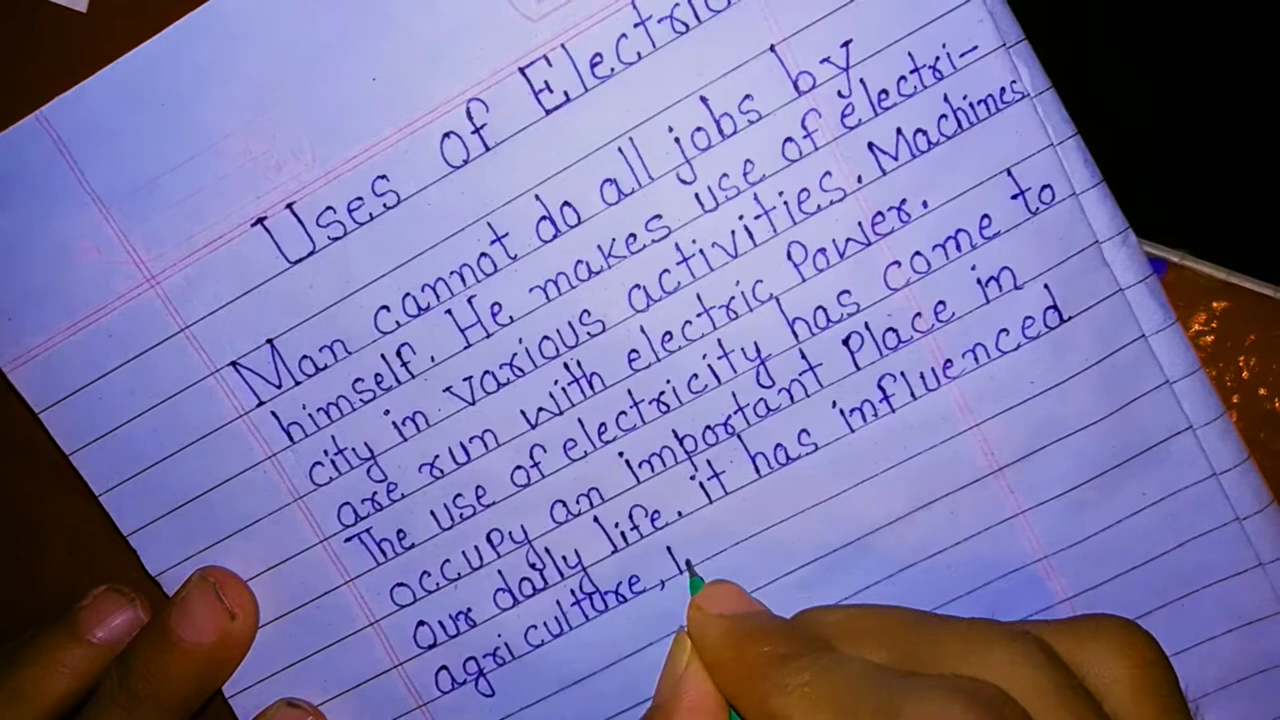 Uses of Electric
Man cannot do all jobs by
himself. He makes use of electri-
city in various activities. Machines
are run with electric Power.
The use of electricity has come to
occupy an important Place in
our daily life. it has influenced
agriculture,